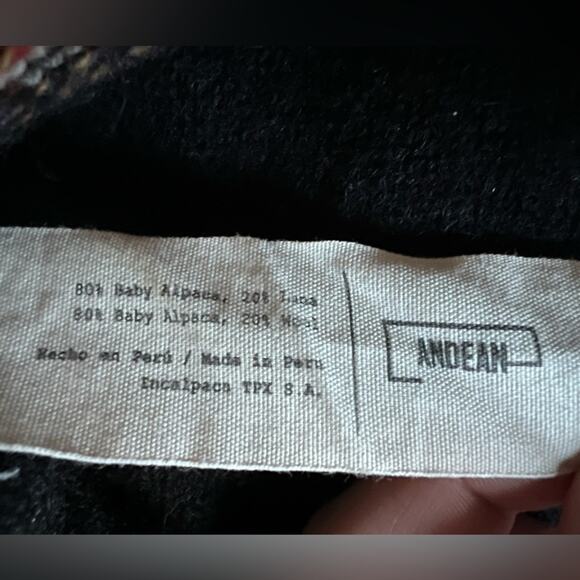 80% Baby Alpaca, 20% Lana
80% Baby Alpaca, 20% Wool
Hecho en Perú / Made in Peru
Incalpaca TPX S.A.
ANDEAN